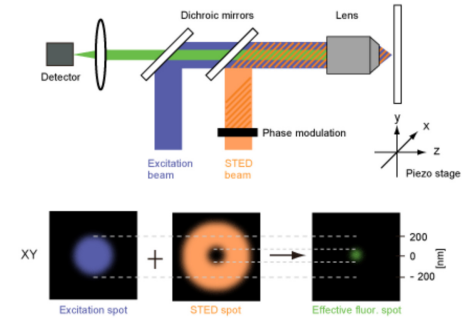 Dichroic mirrors
Lens
Detector
Phase modulation
Excitation
beam
STED
beam
y
x
z
Piezo stage
XY
+
200
0
- 200
[nm]
Excitation spot
STED spot
Effective fluor. spot